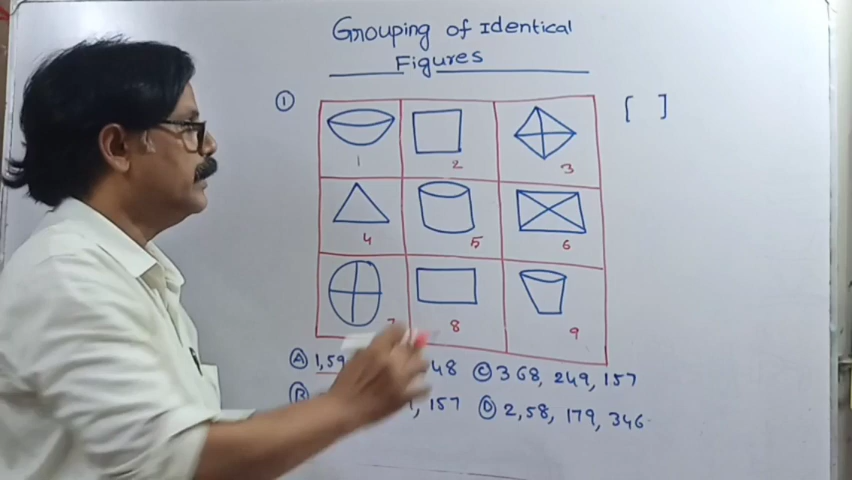 Grouping of Identical
Figures
① [ ]
1 2 3
4 5 6
7 8 9
Ⓐ 1,59 48 Ⓒ 368, 249, 157
Ⓑ , 157 Ⓓ 2,58, 179, 346